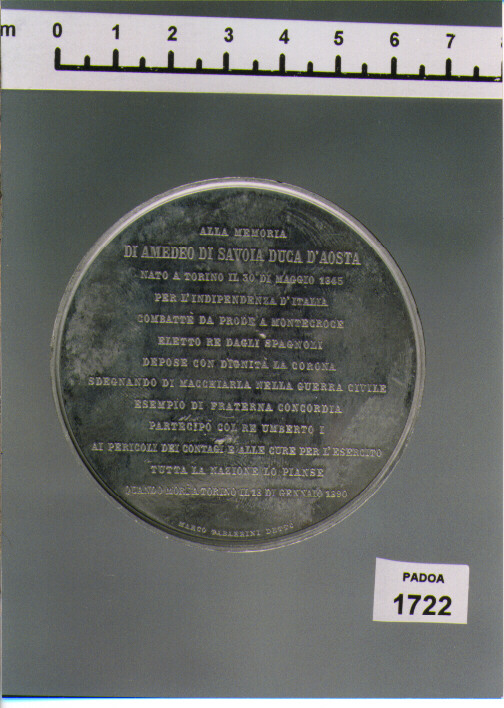 m 0 1 2 3 4 5 6 7
ALLA MEMORIA
DI AMEDEO DI SAVOIA DUCA D'AOSTA
NATO A TORINO IL 30 DI MAGGIO 1845
PER L'INDIPENDENZA D'ITALIA
COMBATTÈ DA PRODE A MONTECROCE
ELETTO RE DAGLI SPAGNOLI
DEPOSE CON DIGNITÀ LA CORONA
SDEGNANDO DI MACCHIARLA NELLA GUERRA CIVILE
ESEMPIO DI FRATERNA CONCORDIA
PARTECIPÒ COL RE UMBERTO I
AI PERICOLI DEI CONTAGI E ALLE CURE PER L'ESERCITO
TUTTA LA NAZIONE LO PIANSE
QUANDO MORÌ A TORINO IL 18 DI GENNAIO 1890
MARCO TABARRINI DETTÒ
PADOA
1722